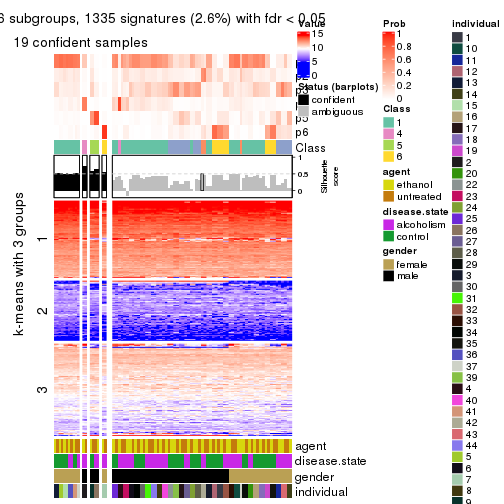 6 subgroups, 1335 signatures (2.6%) with fdr < 0.05
19 confident samples
k-means with 3 groups
1
2
3
p3
p5
p6
Class
1
0.5
0
Silhouette
score
agent
disease.state
gender
individual
Value
15
10
5
0
Status (barplots)
confident
ambiguous
Prob
1
0.8
0.6
0.4
0.2
0
Class
1
4
5
6
agent
ethanol
untreated
disease.state
alcoholism
control
gender
female
male
individual
1
10
11
12
13
14
15
16
17
18
19
2
20
22
23
24
25
26
27
28
29
3
30
31
32
33
34
35
36
37
39
4
40
41
42
43
44
5
6
7
8
9